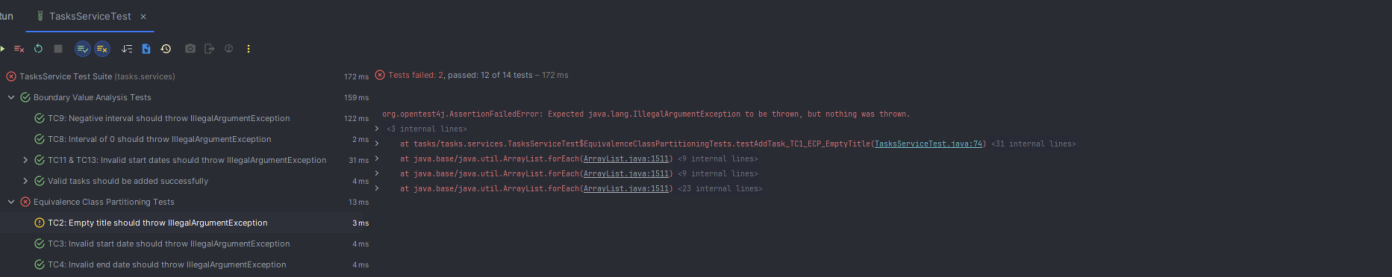 Run TasksServiceTest ×
TasksService Test Suite (tasks.services) 172 ms
Boundary Value Analysis Tests 159 ms
TC9: Negative interval should throw IllegalArgumentException 122 ms
TC8: Interval of 0 should throw IllegalArgumentException 2 ms
TC11 & TC13: Invalid start dates should throw IllegalArgumentException 31 ms
Valid tasks should be added successfully 4 ms
Equivalence Class Partitioning Tests 13 ms
TC2: Empty title should throw IllegalArgumentException 3 ms
TC3: Invalid start date should throw IllegalArgumentException 4 ms
TC4: Invalid end date should throw IllegalArgumentException 4 ms
Tests failed: 2, passed: 12 of 14 tests – 172 ms
org.opentest4j.AssertionFailedError: Expected java.lang.IllegalArgumentException to be thrown, but nothing was thrown.
<3 internal lines>
at tasks/tasks.services.TasksServiceTest$EquivalenceClassPartitioningTests.testAddTask_TC1_ECP_EmptyTitle(TasksServiceTest.java:74) <31 internal lines>
at java.base/java.util.ArrayList.forEach(ArrayList.java:1511) <9 internal lines>
at java.base/java.util.ArrayList.forEach(ArrayList.java:1511) <9 internal lines>
at java.base/java.util.ArrayList.forEach(ArrayList.java:1511) <23 internal lines>